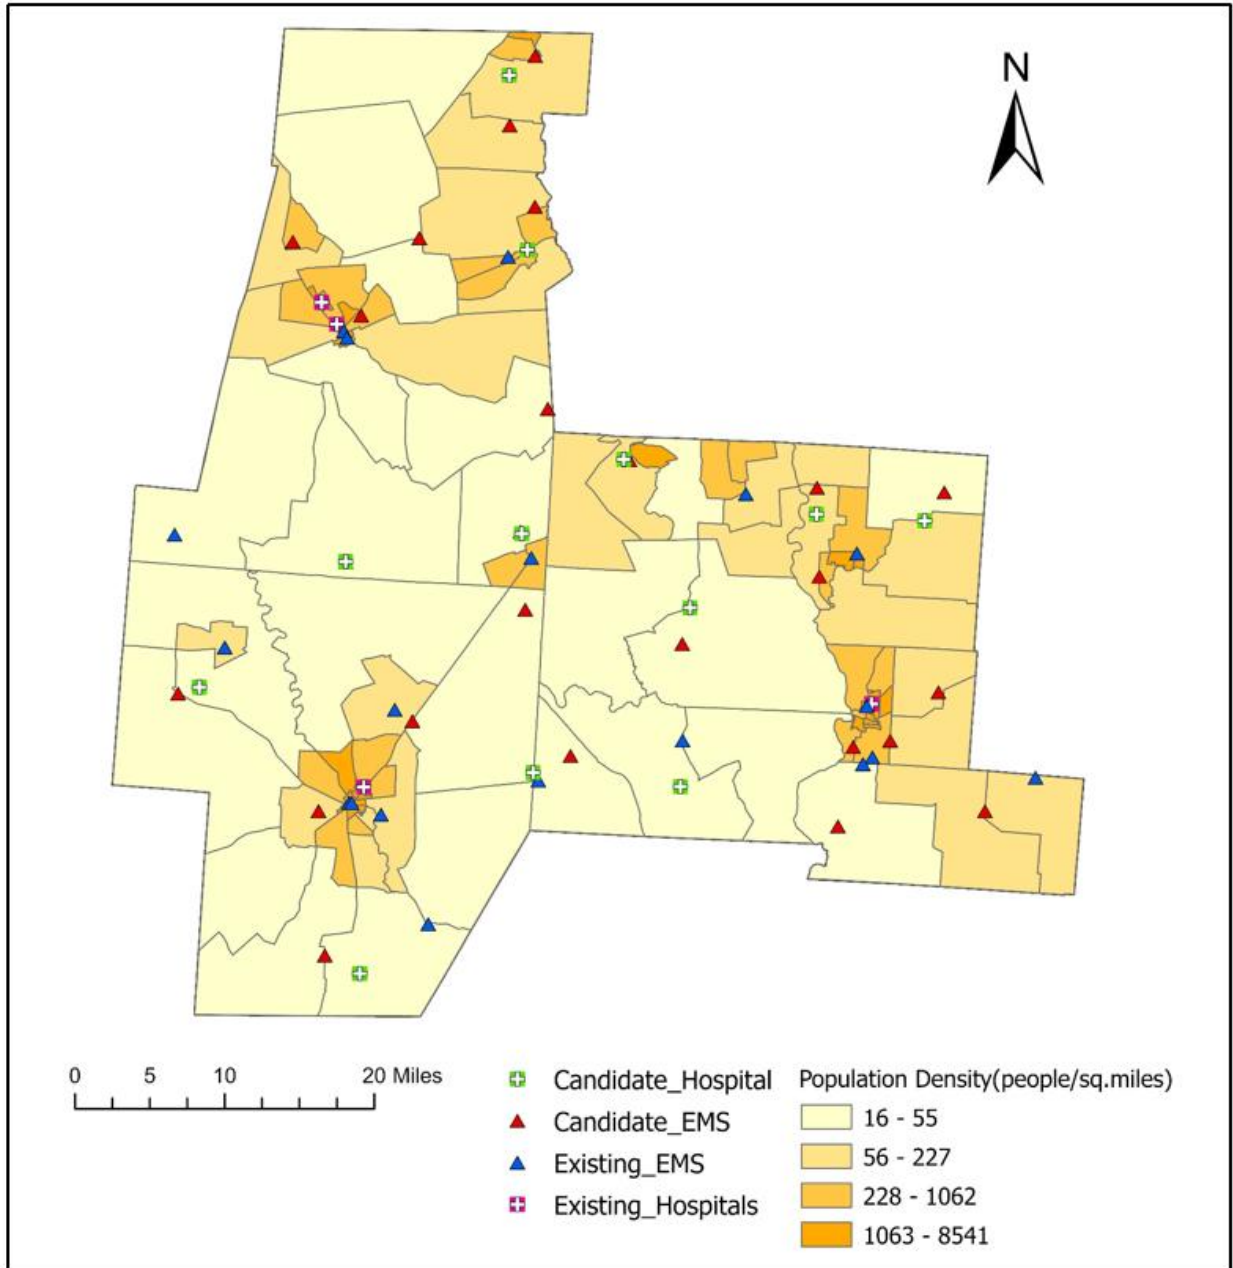 N
0 5 10 20 Miles
Candidate_Hospital
Candidate_EMS
Existing_EMS
Existing_Hospitals
Population Density(people/sq.miles)
16 - 55
56 - 227
228 - 1062
1063 - 8541